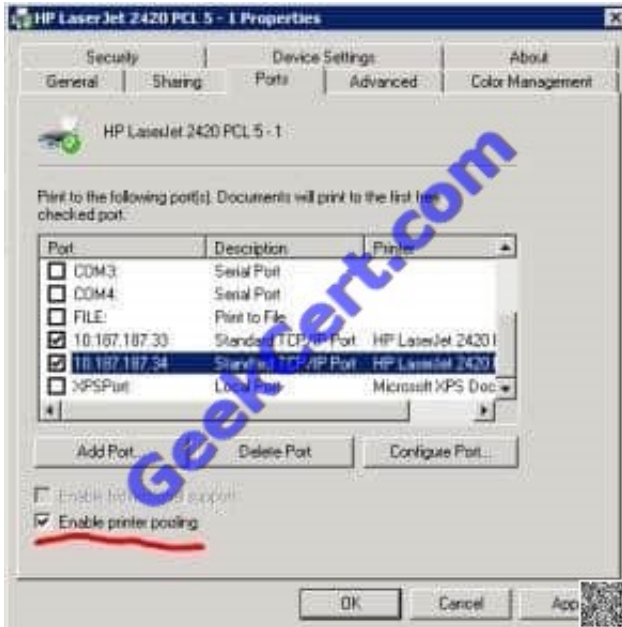 HP LaserJet 2420 PCL 5 - 1 Properties
Security Device Settings About
General Sharing Ports Advanced Color Management
HP LaserJet 2420 PCL 5 - 1
Print to the following port(s). Documents will print to the first free
checked port.
Port Description Printer
COM3: Serial Port
COM4: Serial Port
FILE: Print to File
10.187.187.33 Standard TCP/IP Port HP LaserJet 2420
10.187.187.34 Standard TCP/IP Port HP LaserJet 2420
XPSPort: Local Port Microsoft XPS Doc
Add Port... Delete Port Configure Port...
Enable bidirectional support
Enable printer pooling
OK Cancel App
GeekCert.com